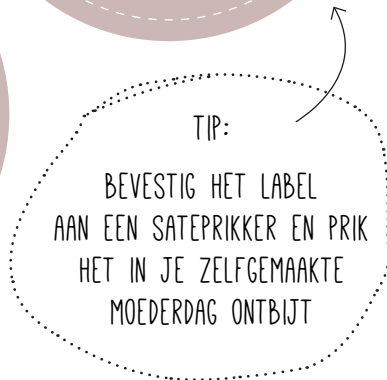 TIP:
BEVESTIG HET LABEL
AAN EEN SATEPRIKKER EN PRIK
HET IN JE ZELFGEMAAKTE
MOEDERDAG ONTBIJT